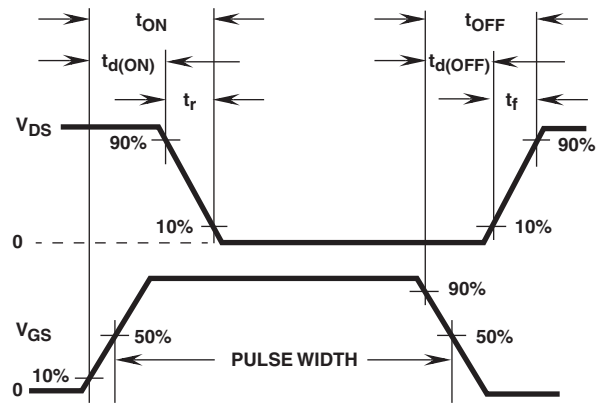 tON tOFF
td(ON) td(OFF)
tr tf
VDS
90% 90%
10% 10%
0
90%
VGS 50% 50%
PULSE WIDTH
10%
0